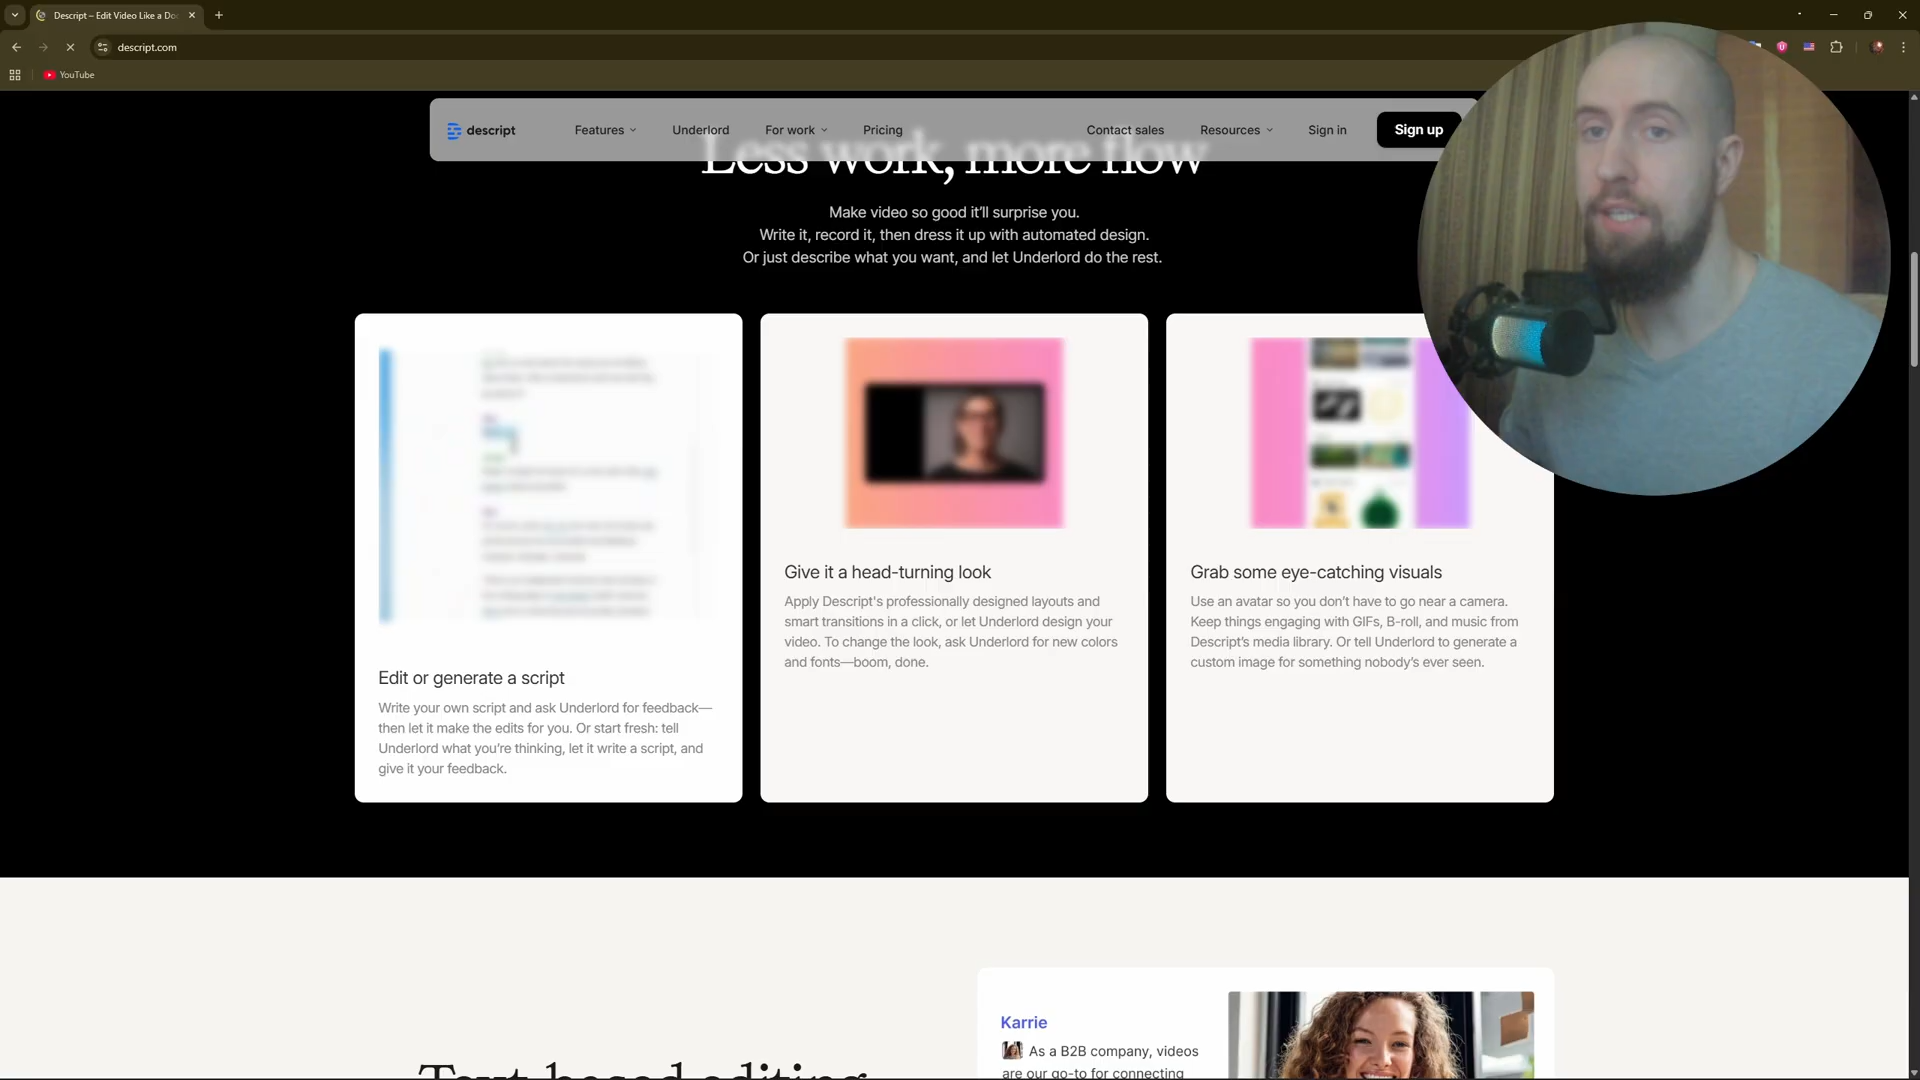 Descript – Edit Video Like a Do
descript.com
YouTube
descript
Features
Underlord
For work
Pricing
Contact sales
Resources
Sign in
Sign up
Less work, more flow
Make video so good it’ll surprise you.
Write it, record it, then dress it up with automated design.
Or just describe what you want, and let Underlord do the rest.
Edit or generate a script
Write your own script and ask Underlord for feedback—
then let it make the edits for you. Or start fresh: tell
Underlord what you’re thinking, let it write a script, and
give it your feedback.
Give it a head-turning look
Apply Descript's professionally designed layouts and
smart transitions in a click, or let Underlord design your
video. To change the look, ask Underlord for new colors
and fonts—boom, done.
Grab some eye-catching visuals
Use an avatar so you don’t have to go near a camera.
Keep things engaging with GIFs, B-roll, and music from
Descript’s media library. Or tell Underlord to generate a
custom image for something nobody’s ever seen.
Text-based editing
Karrie
As a B2B company, videos
are our go-to for connecting